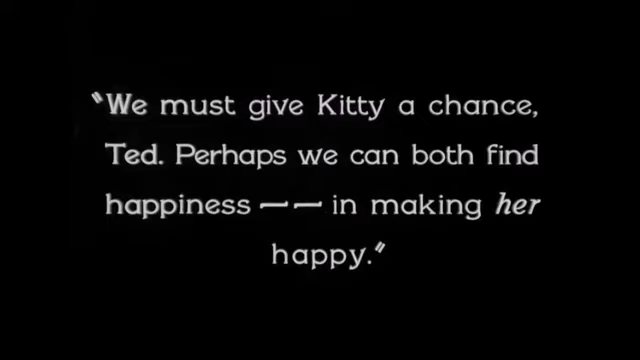 "We must give Kitty a chance,
Ted. Perhaps we can both find
happiness —— in making her
happy."